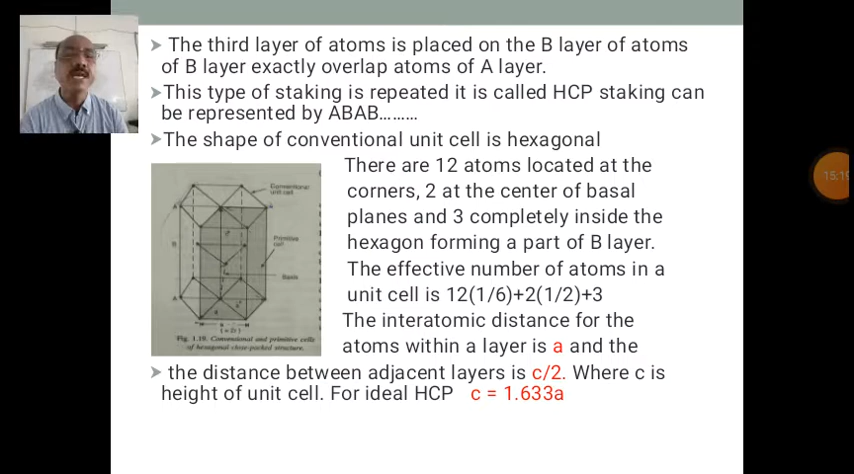 ➤ The third layer of atoms is placed on the B layer of atoms
of B layer exactly overlap atoms of A layer.
➤This type of staking is repeated it is called HCP staking can
be represented by ABAB………
➤The shape of conventional unit cell is hexagonal
There are 12 atoms located at the
corners, 2 at the center of basal
planes and 3 completely inside the
hexagon forming a part of B layer.
The effective number of atoms in a
unit cell is 12(1/6)+2(1/2)+3
The interatomic distance for the
atoms within a layer is a and the
➤ the distance between adjacent layers is c/2. Where c is
height of unit cell. For ideal HCP c = 1.633a
Conventional
unit cell
A
B
Primitive
cell
Basis
A
Fig. 1.19. Conventional and primitive cells
of hexagonal close-packed structure.
15:19